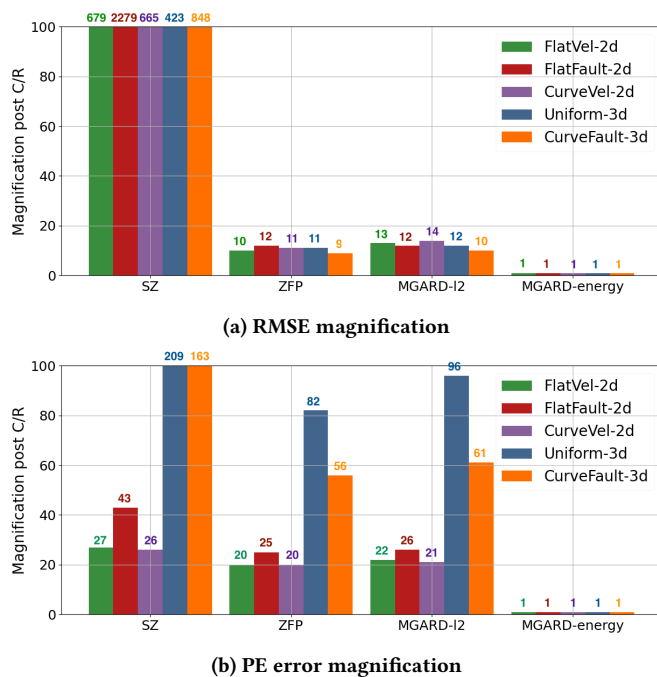 679 2279 665 423 848
100
80
60
40
20
0
Magnification post C/R
FlatVel-2d
FlatFault-2d
CurveVel-2d
Uniform-3d
CurveFault-3d
10 12 11 11 9
13 12 14 12 10
1 1 1 1 1
SZ ZFP MGARD-l2 MGARD-energy
(a) RMSE magnification
209 163
100
80
60
40
20
0
Magnification post C/R
FlatVel-2d
FlatFault-2d
CurveVel-2d
Uniform-3d
CurveFault-3d
27 43 26
20 25 20 82 56
22 26 21 96 61
1 1 1 1 1
SZ ZFP MGARD-l2 MGARD-energy
(b) PE error magnification